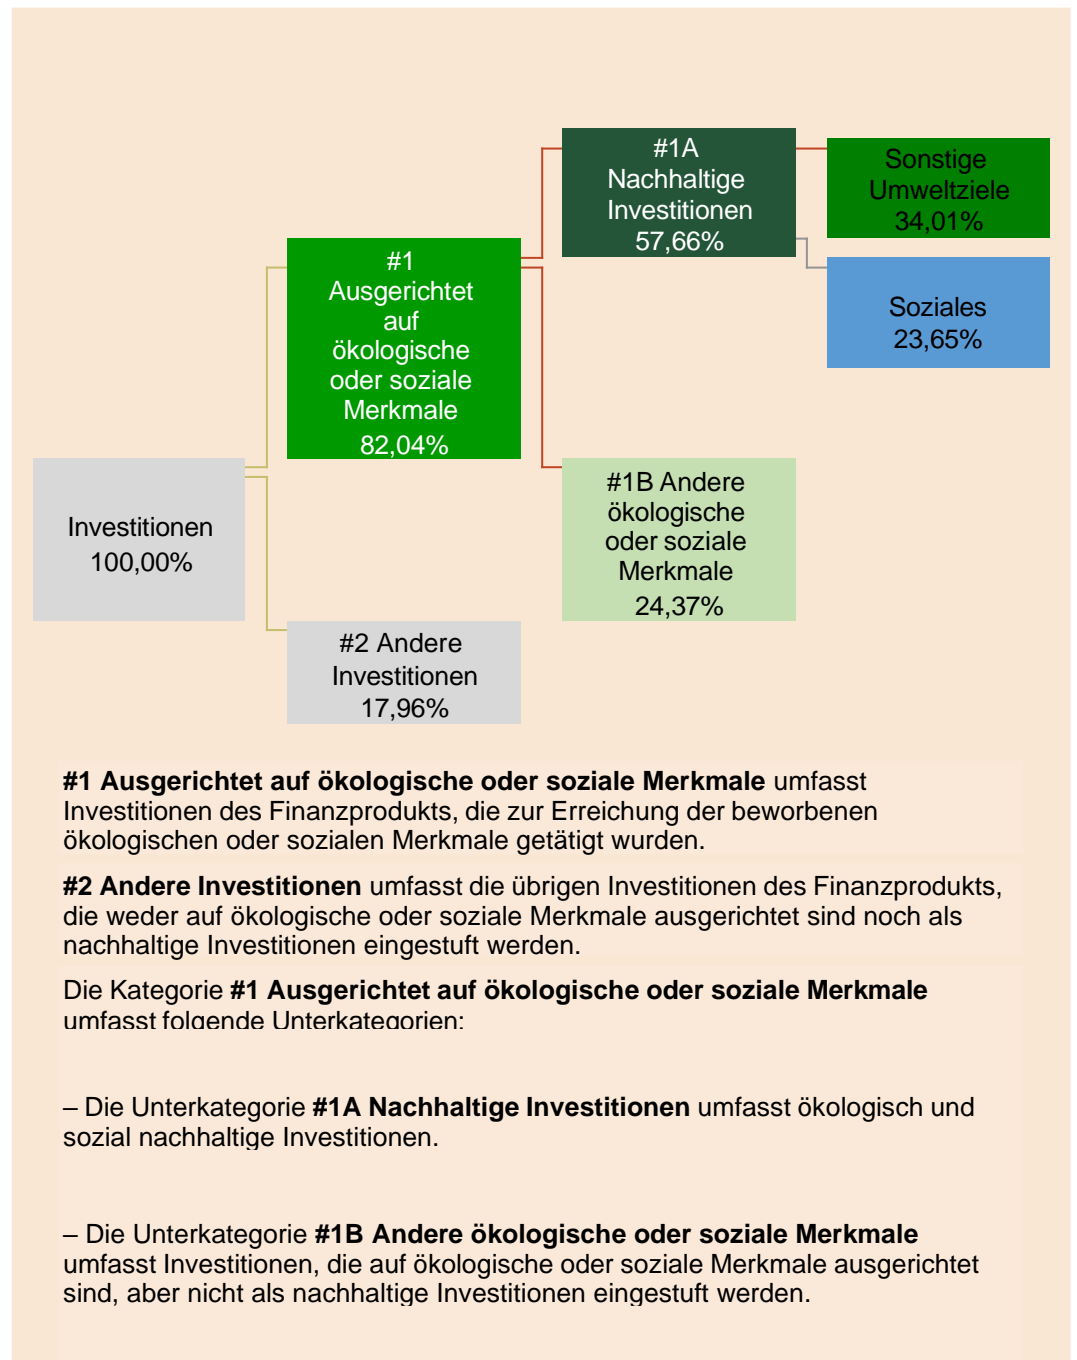 #1A
Nachhaltige
Investitionen
57,66%
Sonstige
Umweltziele
34,01%
#1
Ausgerichtet
auf
ökologische
oder soziale
Merkmale
82,04%
Soziales
23,65%
Investitionen
100,00%
#1B Andere
ökologische
oder soziale
Merkmale
24,37%
#2 Andere
Investitionen
17,96%
#1 Ausgerichtet auf ökologische oder soziale Merkmale umfasst
Investitionen des Finanzprodukts, die zur Erreichung der beworbenen
ökologischen oder sozialen Merkmale getätigt wurden.
#2 Andere Investitionen umfasst die übrigen Investitionen des Finanzprodukts,
die weder auf ökologische oder soziale Merkmale ausgerichtet sind noch als
nachhaltige Investitionen eingestuft werden.
Die Kategorie #1 Ausgerichtet auf ökologische oder soziale Merkmale
umfasst folgende Unterkategorien:
– Die Unterkategorie #1A Nachhaltige Investitionen umfasst ökologisch und
sozial nachhaltige Investitionen.
– Die Unterkategorie #1B Andere ökologische oder soziale Merkmale
umfasst Investitionen, die auf ökologische oder soziale Merkmale ausgerichtet
sind, aber nicht als nachhaltige Investitionen eingestuft werden.